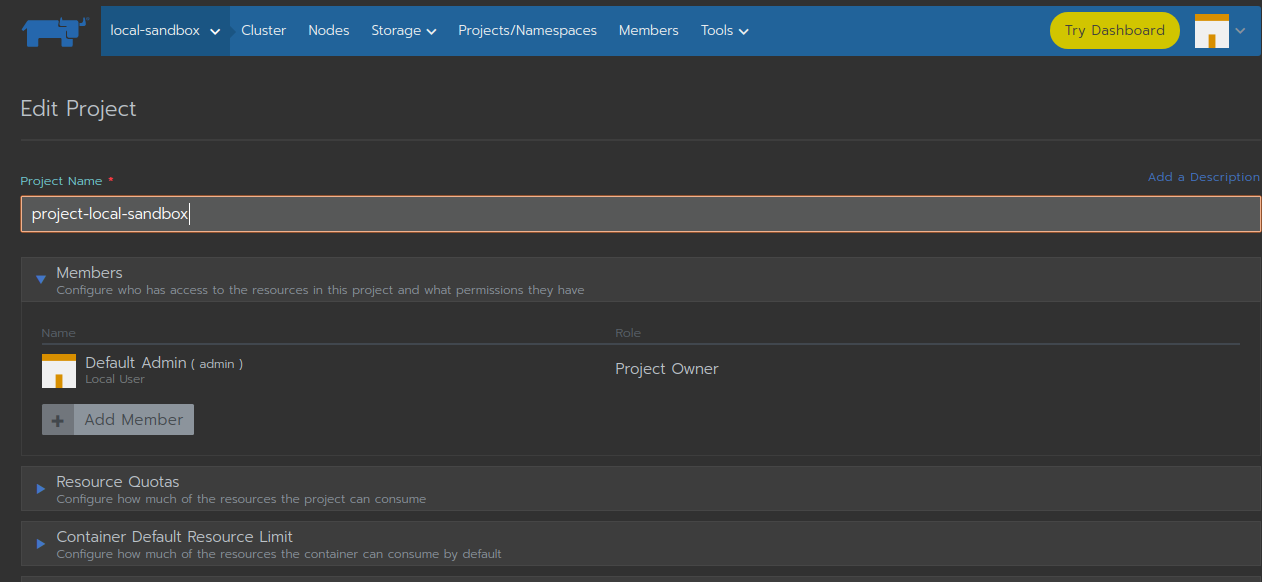 local-sandbox Cluster Nodes Storage Projects/Namespaces Members Tools Try Dashboard
Edit Project
Project Name * Add a Description
project-local-sandbox
Members
Configure who has access to the resources in this project and what permissions they have
Name Role
Default Admin ( admin ) Project Owner
Local User
+ Add Member
Resource Quotas
Configure how much of the resources the project can consume
Container Default Resource Limit
Configure how much of the resources the container can consume by default